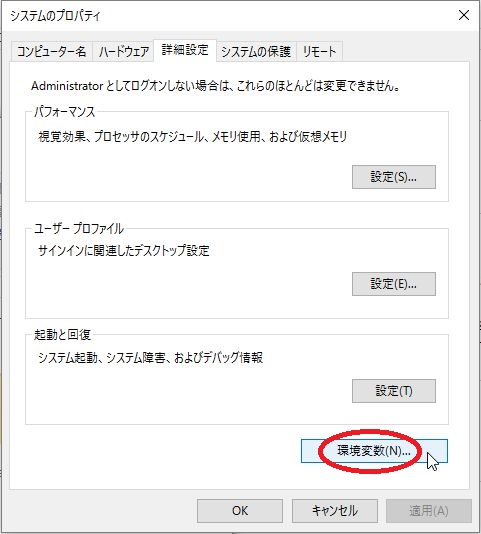 システムのプロパティ
コンピューター名 ハードウェア 詳細設定 システムの保護 リモート
Administrator としてログオンしない場合は、これらのほとんどは変更できません。
パフォーマンス
視覚効果、プロセッサのスケジュール、メモリ使用、および仮想メモリ
設定(S)...
ユーザー プロファイル
サインインに関連したデスクトップ設定
設定(E)...
起動と回復
システム起動、システム障害、およびデバッグ情報
設定(T)
環境変数(N)...
OK キャンセル 適用(A)